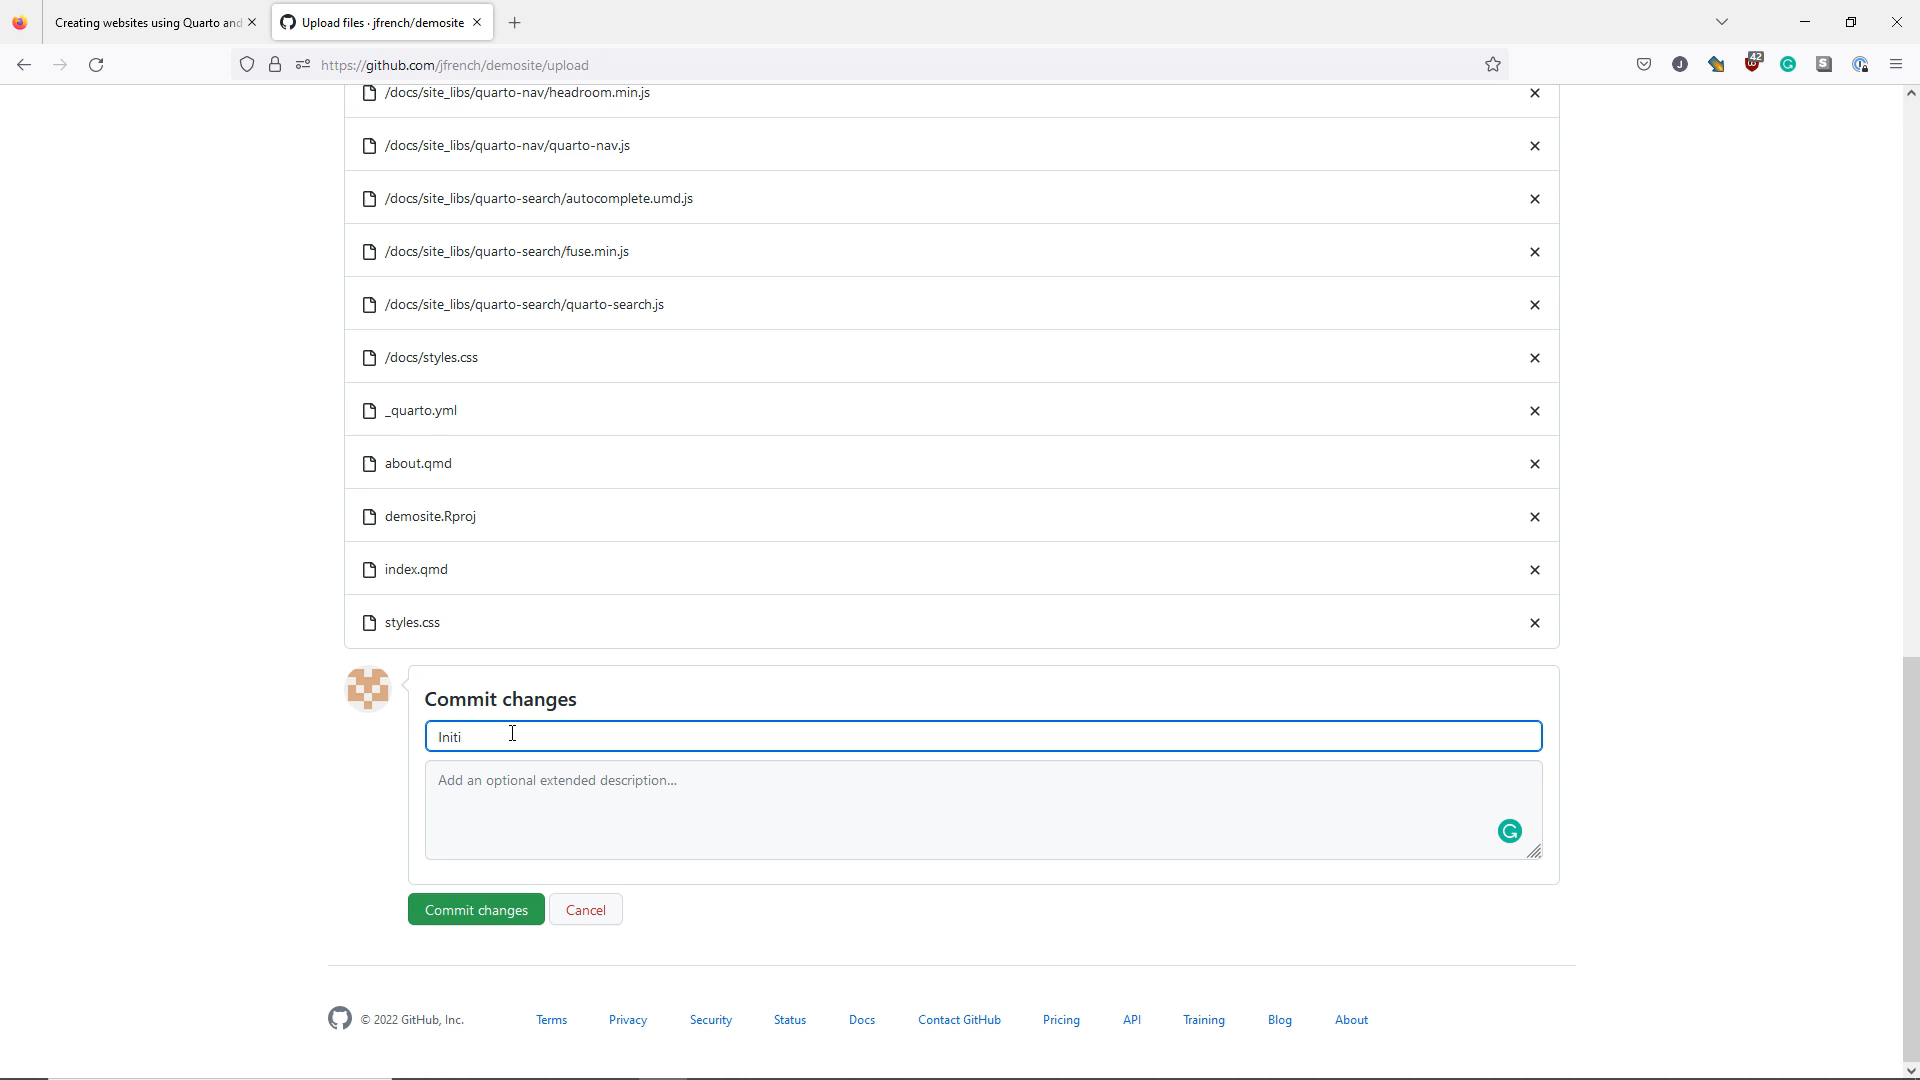 Creating websites using Quarto and
Upload files · jfrench/demosite
https://github.com/jfrench/demosite/upload
42
J
S
/docs/site_libs/quarto-nav/headroom.min.js
/docs/site_libs/quarto-nav/quarto-nav.js
/docs/site_libs/quarto-search/autocomplete.umd.js
/docs/site_libs/quarto-search/fuse.min.js
/docs/site_libs/quarto-search/quarto-search.js
/docs/styles.css
_quarto.yml
about.qmd
demosite.Rproj
index.qmd
styles.css
Commit changes
Initi
Add an optional extended description...
Commit changes
Cancel
© 2022 GitHub, Inc.
Terms
Privacy
Security
Status
Docs
Contact GitHub
Pricing
API
Training
Blog
About